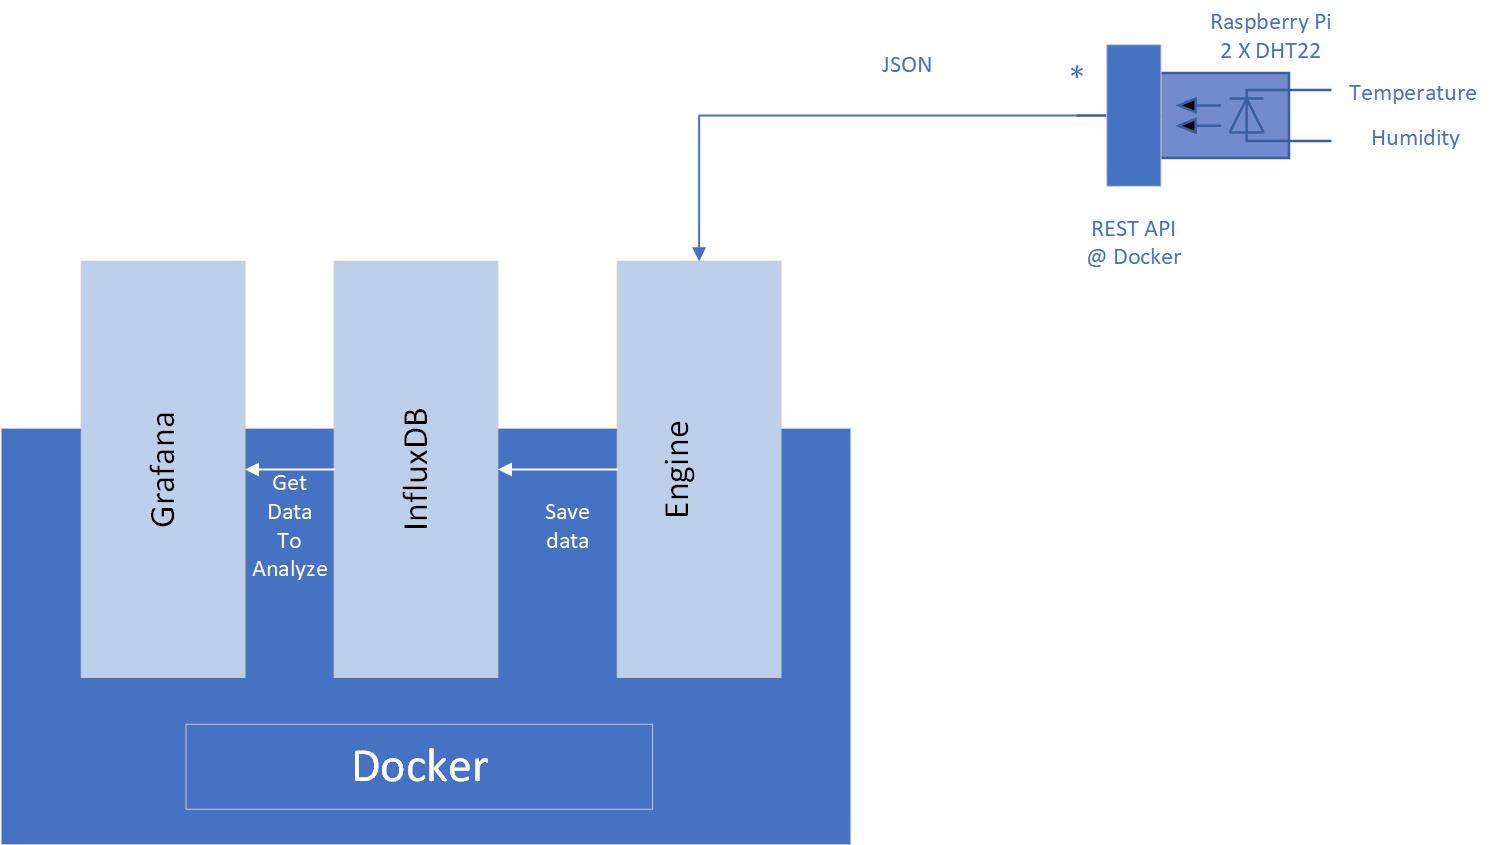 Raspberry Pi
2 X DHT22
JSON
*
Temperature
Humidity
REST API
@ Docker
Grafana
InfluxDB
Engine
Get
Data
To
Analyze
Save
data
Docker